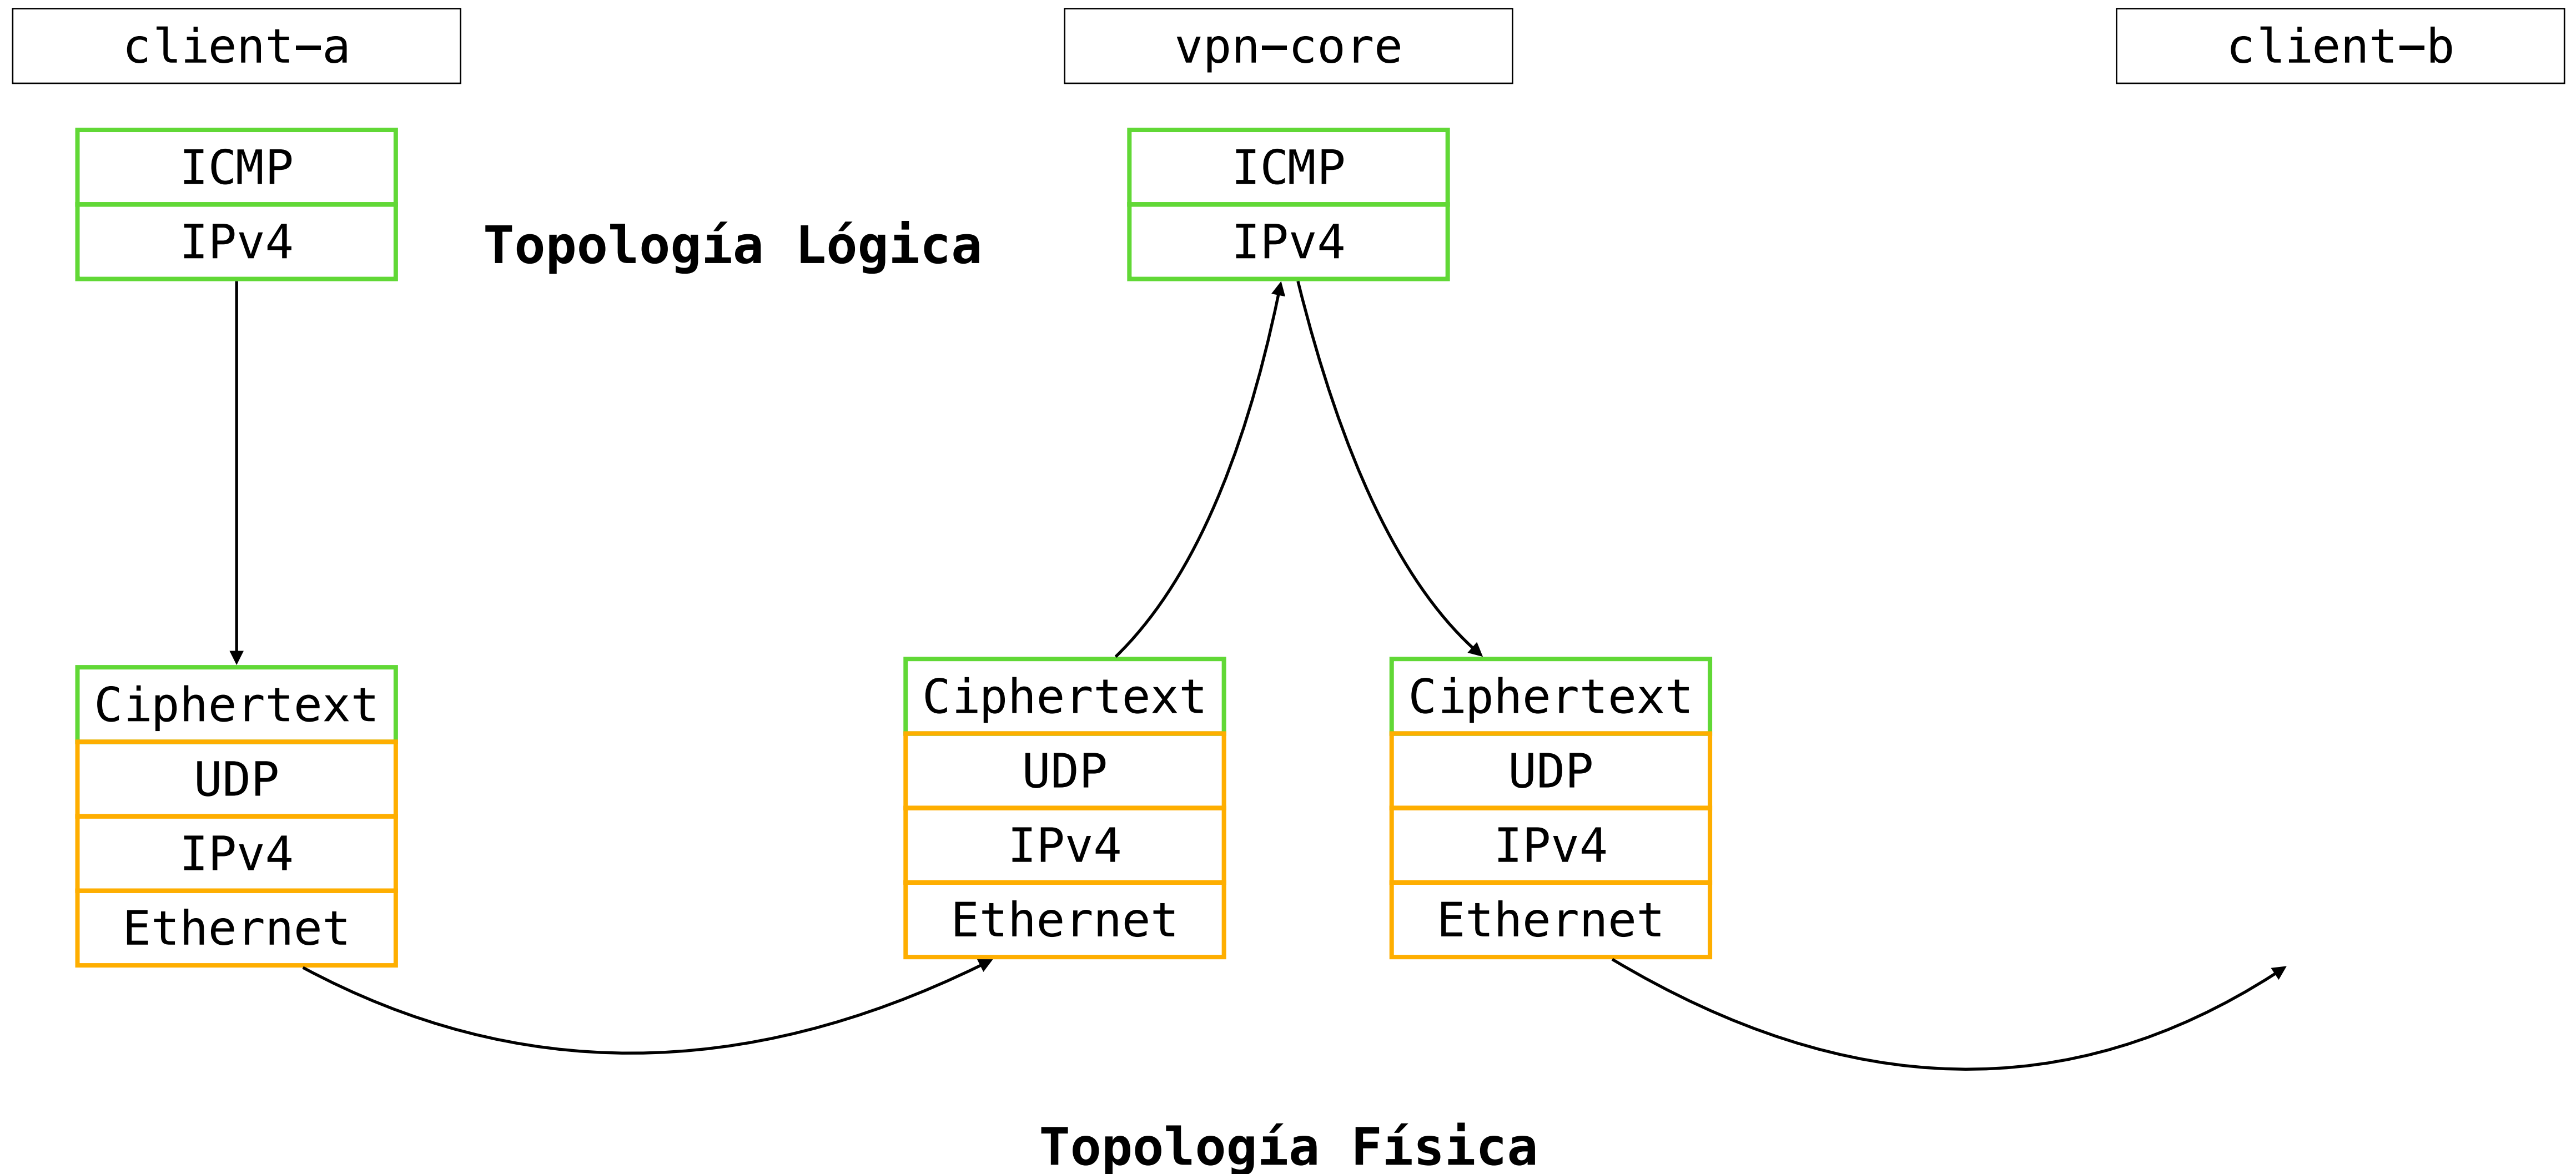 client-a
vpn-core
client-b
ICMP
IPv4
Topología Lógica
ICMP
IPv4
Ciphertext
UDP
IPv4
Ethernet
Ciphertext
UDP
IPv4
Ethernet
Ciphertext
UDP
IPv4
Ethernet
Topología Física